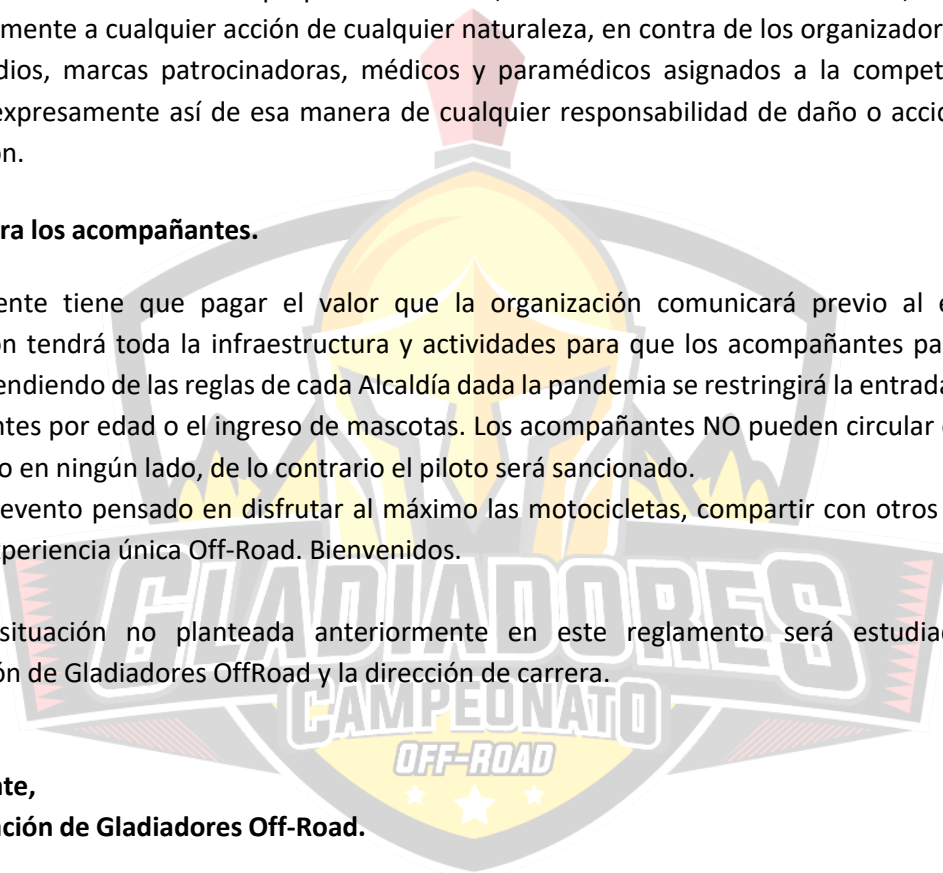 mente a cualquier acción de cualquier naturaleza, en contra de los organizador
dios, marcas patrocinadoras, médicos y paramédicos asignados a la compet
expresamente así de esa manera de cualquier responsabilidad de daño o accid
ón.
ra los acompañantes.
ente tiene que pagar el valor que la organización comunicará previo al e
ón tendrá toda la infraestructura y actividades para que los acompañantes pa
endiendo de las reglas de cada Alcaldía dada la pandemia se restringirá la entrada
ntes por edad o el ingreso de mascotas. Los acompañantes NO pueden circular
o en ningún lado, de lo contrario el piloto será sancionado.
evento pensado en disfrutar al máximo las motocicletas, compartir con otros
xperiencia única Off-Road. Bienvenidos.
GLADIADORES
situación no planteada anteriormente en este reglamento será estudiad
ón de Gladiadores OffRoad y la dirección de carrera.
CAMPEONATO
OFF-ROAD
nte,
ación de Gladiadores Off-Road.